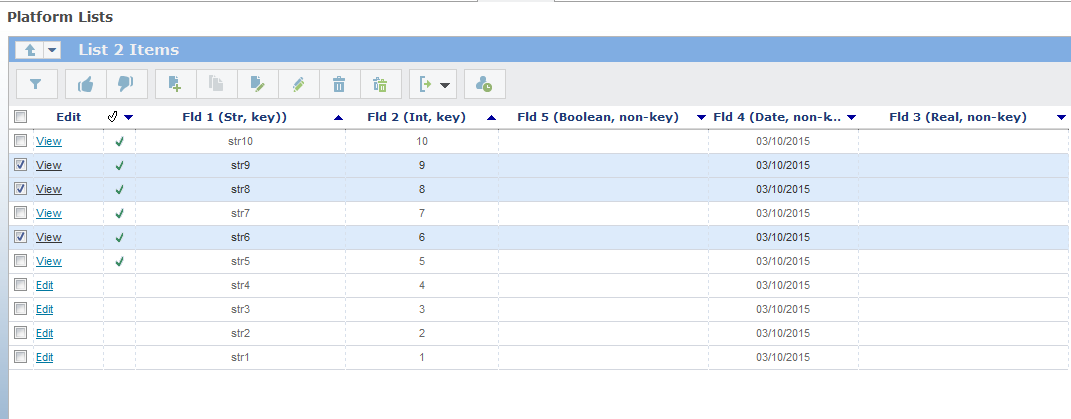 Platform Lists
List 2 Items
Edit Fld 1 (Str, key)) Fld 2 (Int, key) Fld 5 (Boolean, non-key) Fld 4 (Date, non-k... Fld 3 (Real, non-key)
View str10 10 03/10/2015
View str9 9 03/10/2015
View str8 8 03/10/2015
View str7 7 03/10/2015
View str6 6 03/10/2015
View str5 5 03/10/2015
Edit str4 4 03/10/2015
Edit str3 3 03/10/2015
Edit str2 2 03/10/2015
Edit str1 1 03/10/2015